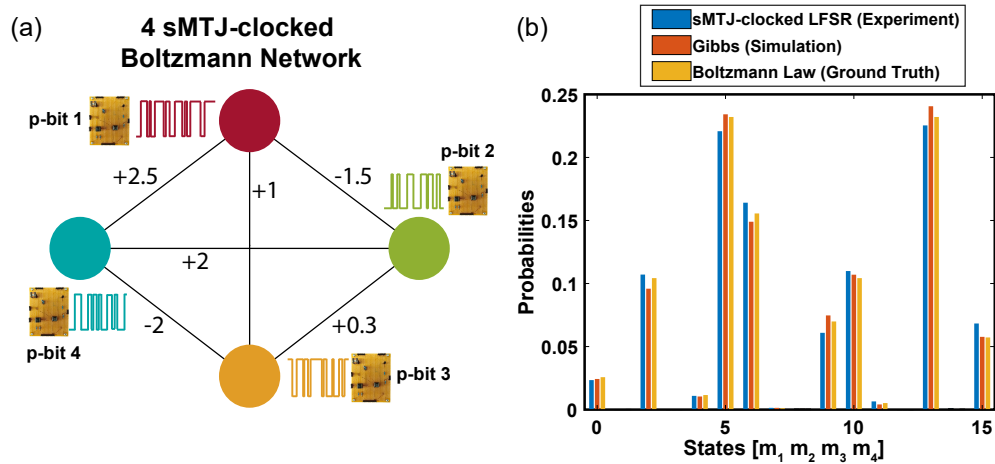 (a)
4 sMTJ-clocked
Boltzmann Network
p-bit 1
p-bit 2
+2.5
+1
-1.5
+2
-2
+0.3
p-bit 4
p-bit 3
(b)
sMTJ-clocked LFSR (Experiment)
Gibbs (Simulation)
Boltzmann Law (Ground Truth)
Probabilities
0.25
0.2
0.15
0.1
0.05
0
0 5 10 15
States [m₁ m₂ m₃ m₄]